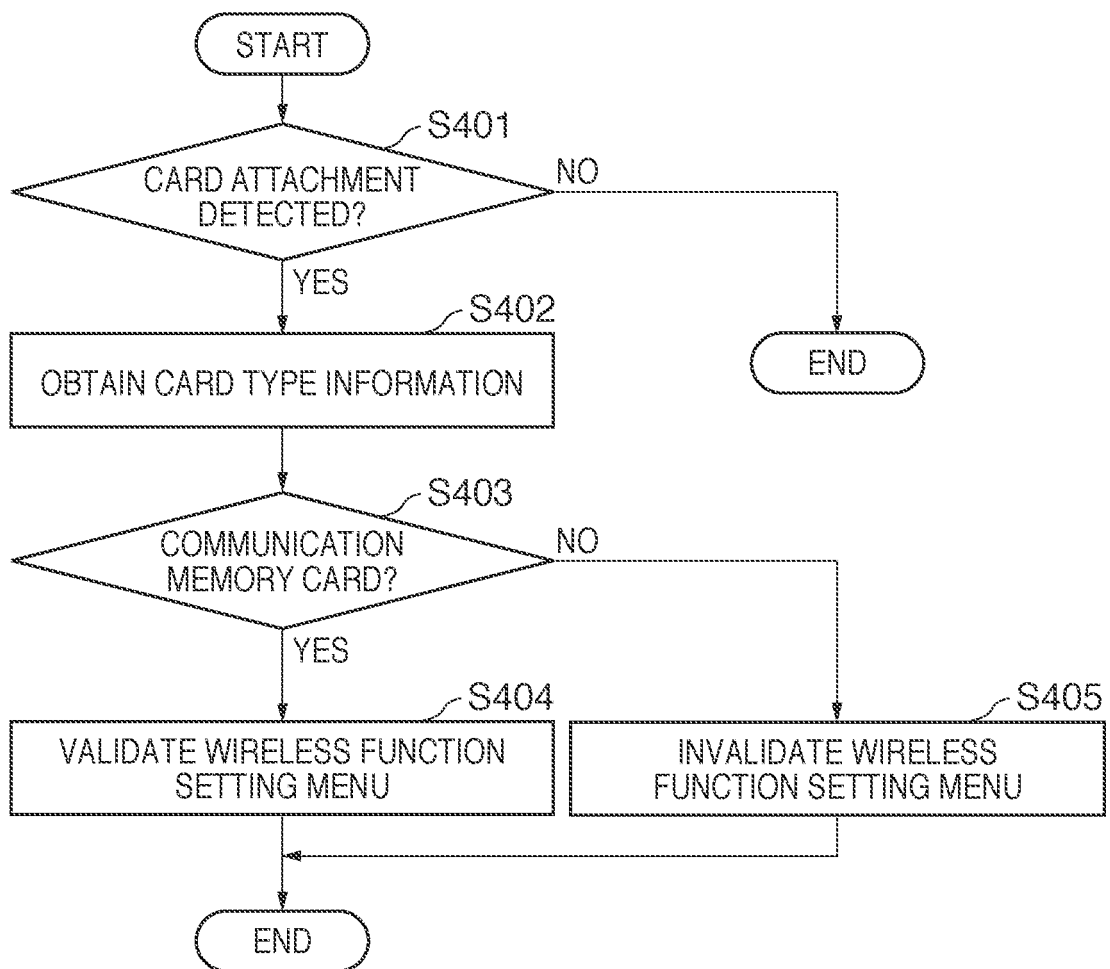 START
S401
CARD ATTACHMENT
DETECTED?
NO
YES
S402
OBTAIN CARD TYPE INFORMATION
END
S403
COMMUNICATION
MEMORY CARD?
NO
YES
S404
VALIDATE WIRELESS FUNCTION
SETTING MENU
S405
INVALIDATE WIRELESS
FUNCTION SETTING MENU
END